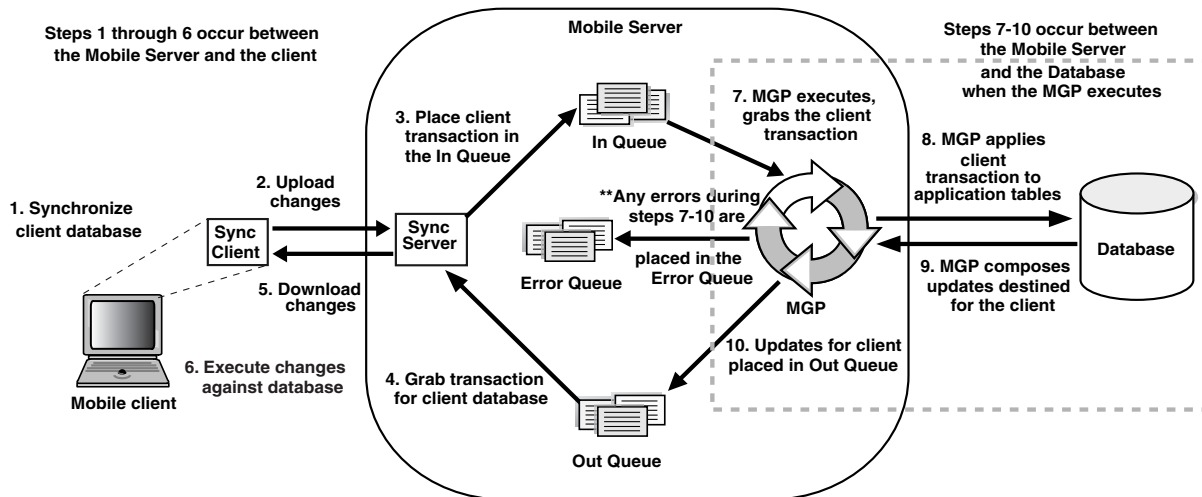 Steps 1 through 6 occur between
the Mobile Server and the client
Mobile Server
Steps 7-10 occur between
the Mobile Server
and the Database
when the MGP executes
1. Synchronize
client database
Sync
Client
2. Upload
changes
Sync
Server
5. Download
changes
Mobile client
6. Execute changes
against database
3. Place client
transaction in
the In Queue
In Queue
7. MGP executes,
grabs the client
transaction
**Any errors during
steps 7-10 are
placed in the
Error Queue
Error Queue
MGP
8. MGP applies
client
transaction to
application tables
Database
9. MGP composes
updates destined
for the client
10. Updates for client
placed in Out Queue
4. Grab transaction
for client database
Out Queue